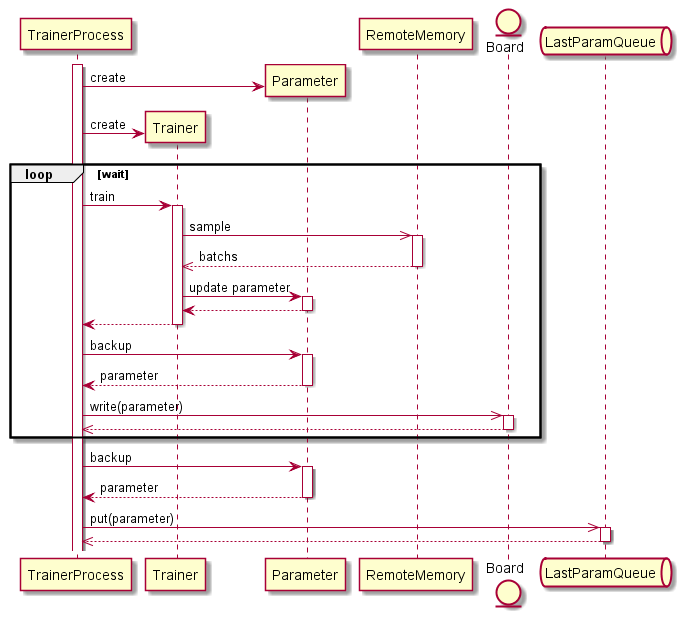 TrainerProcess
RemoteMemory
Board
LastParamQueue
create
Parameter
create
Trainer
loop [wait]
train
sample
batchs
update parameter
backup
parameter
write(parameter)
backup
parameter
put(parameter)
TrainerProcess
Trainer
Parameter
RemoteMemory
Board
LastParamQueue